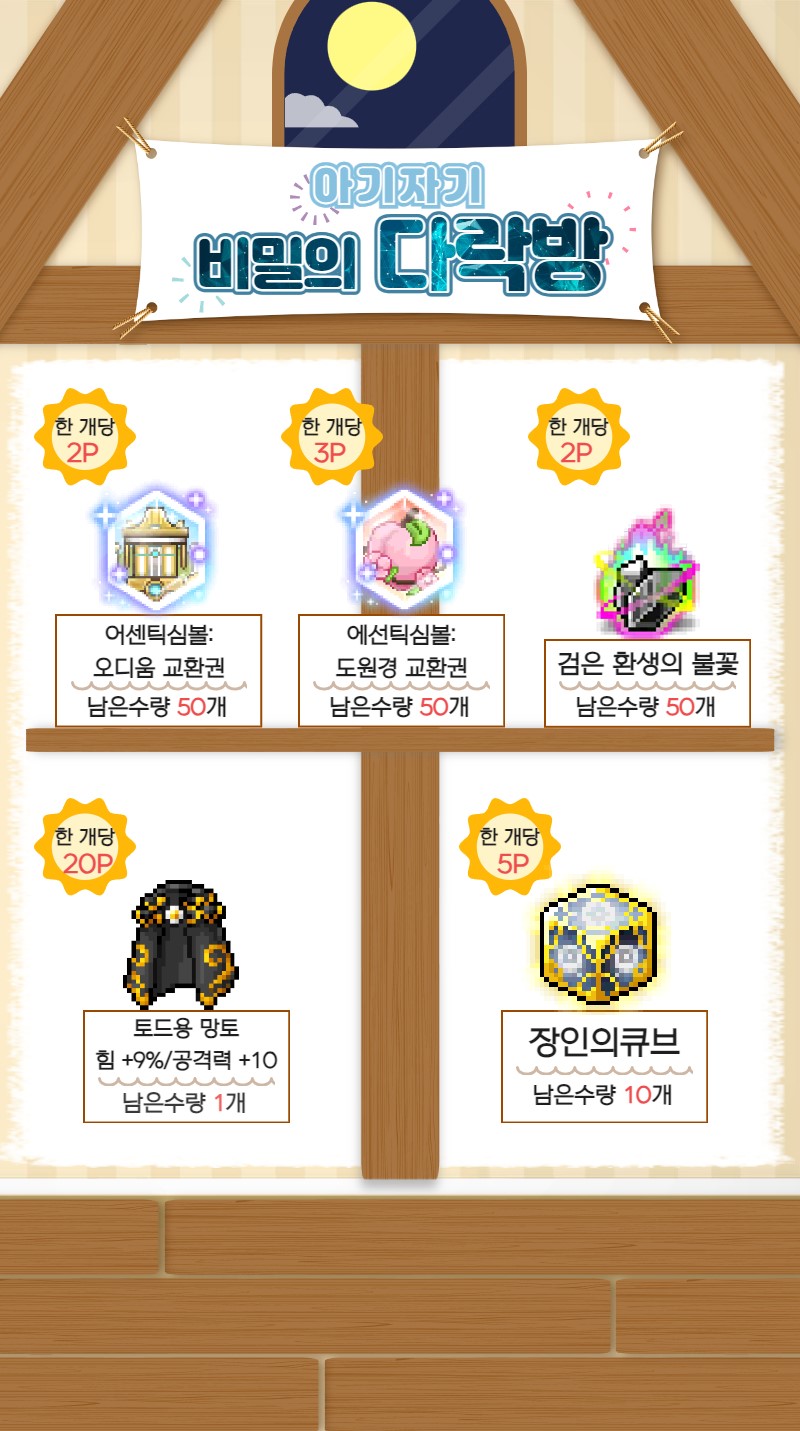 아기자기
비밀의 다락방
한 개당
2P
한 개당
3P
한 개당
2P
어센틱심볼:
오디움 교환권
남은수량 50개
에선틱심볼:
도원경 교환권
남은수량 50개
검은 환생의 불꽃
남은수량 50개
한 개당
20P
한 개당
5P
토드용 망토
힘 +9%/공격력 +10
남은수량 1개
장인의큐브
남은수량 10개